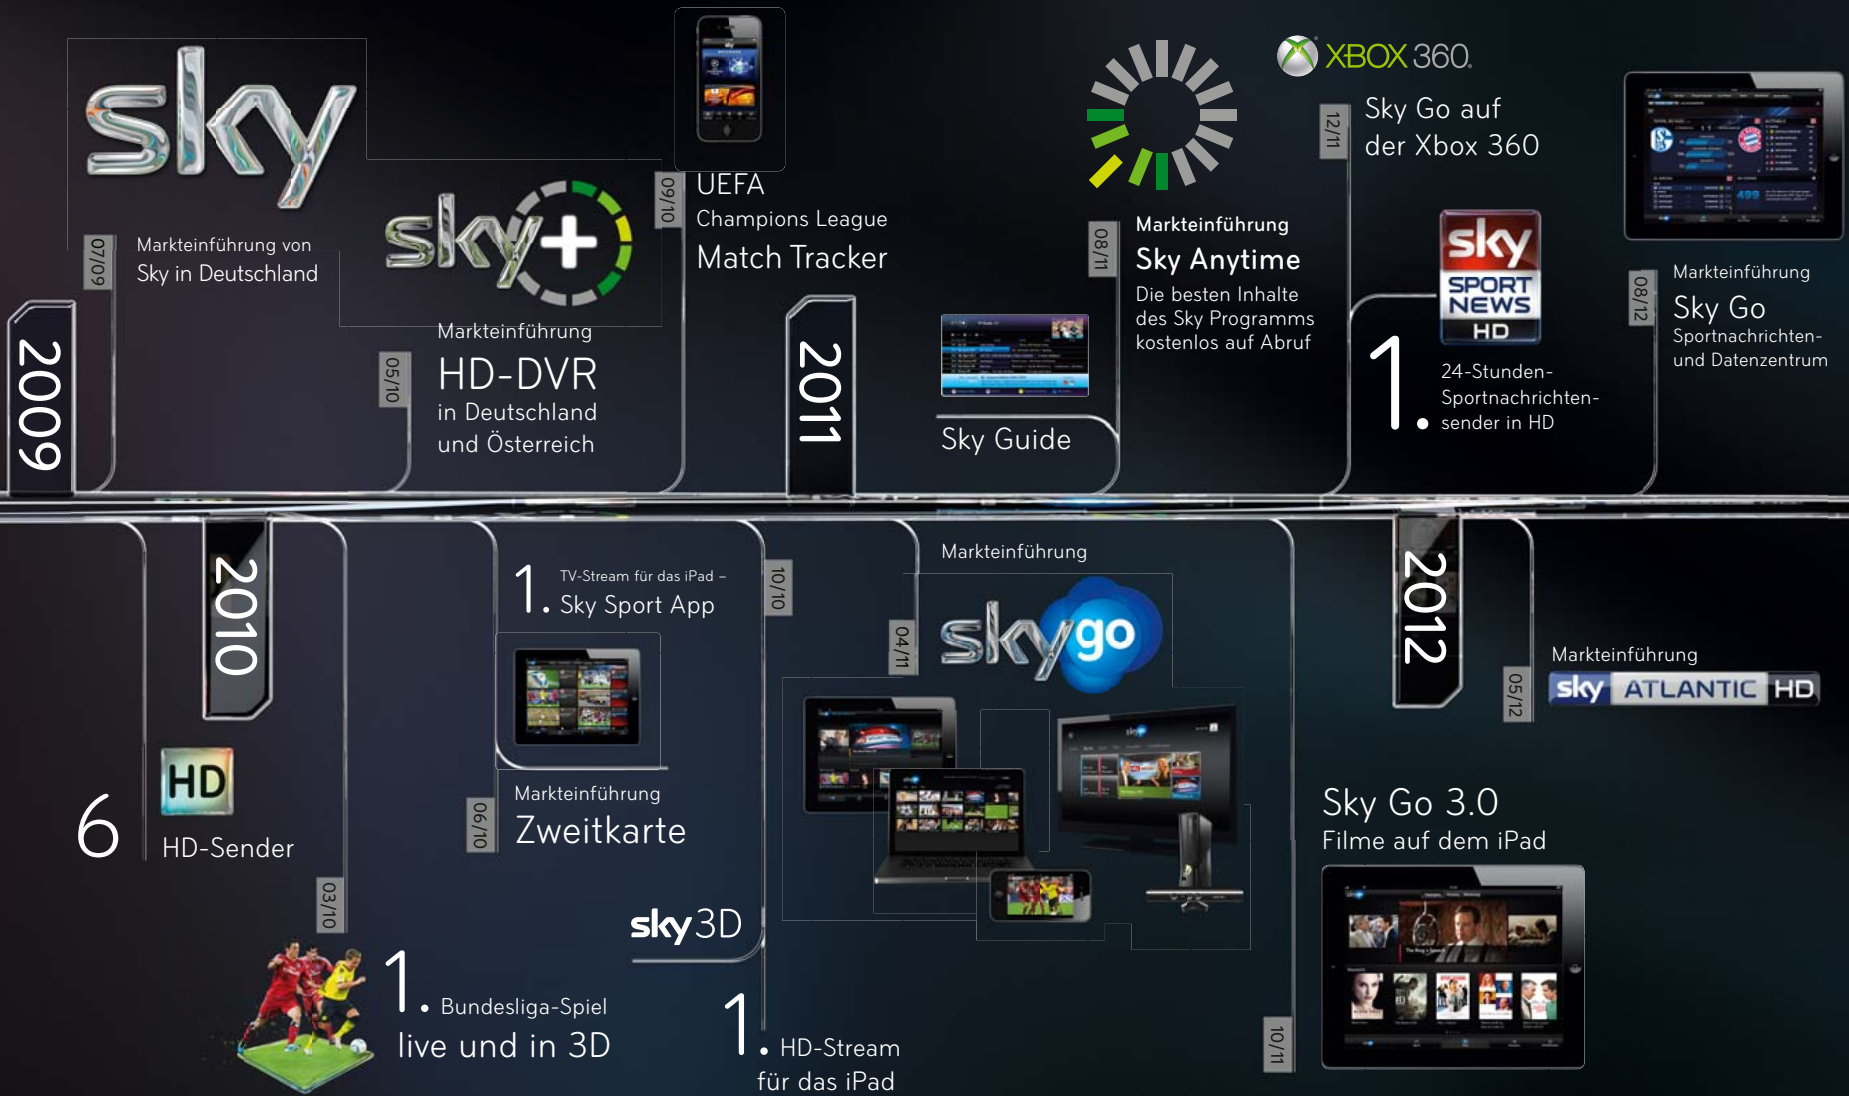 sky
07/09
Markteinführung von
Sky in Deutschland
2009
sky+
05/10
Markteinführung
HD-DVR
in Deutschland
und Österreich
09/10
UEFA
Champions League
Match Tracker
2011
Sky Guide
08/11
Markteinführung
Sky Anytime
Die besten Inhalte
des Sky Programms
kostenlos auf Abruf
XBOX 360.
12/11
Sky Go auf
der Xbox 360
sky
SPORT
NEWS
HD
1.
24-Stunden-
Sportnachrichten-
sender in HD
08/12
Markteinführung
Sky Go
Sportnachrichten-
und Datenzentrum
6
HD
HD-Sender
2010
03/10
1. Bundesliga-Spiel
live und in 3D
1. TV-Stream für das iPad –
Sky Sport App
06/10
Markteinführung
Zweitkarte
10/10
sky 3D
1. HD-Stream
für das iPad
04/11
Markteinführung
sky go
10/11
Sky Go 3.0
Filme auf dem iPad
2012
05/12
Markteinführung
sky ATLANTIC HD